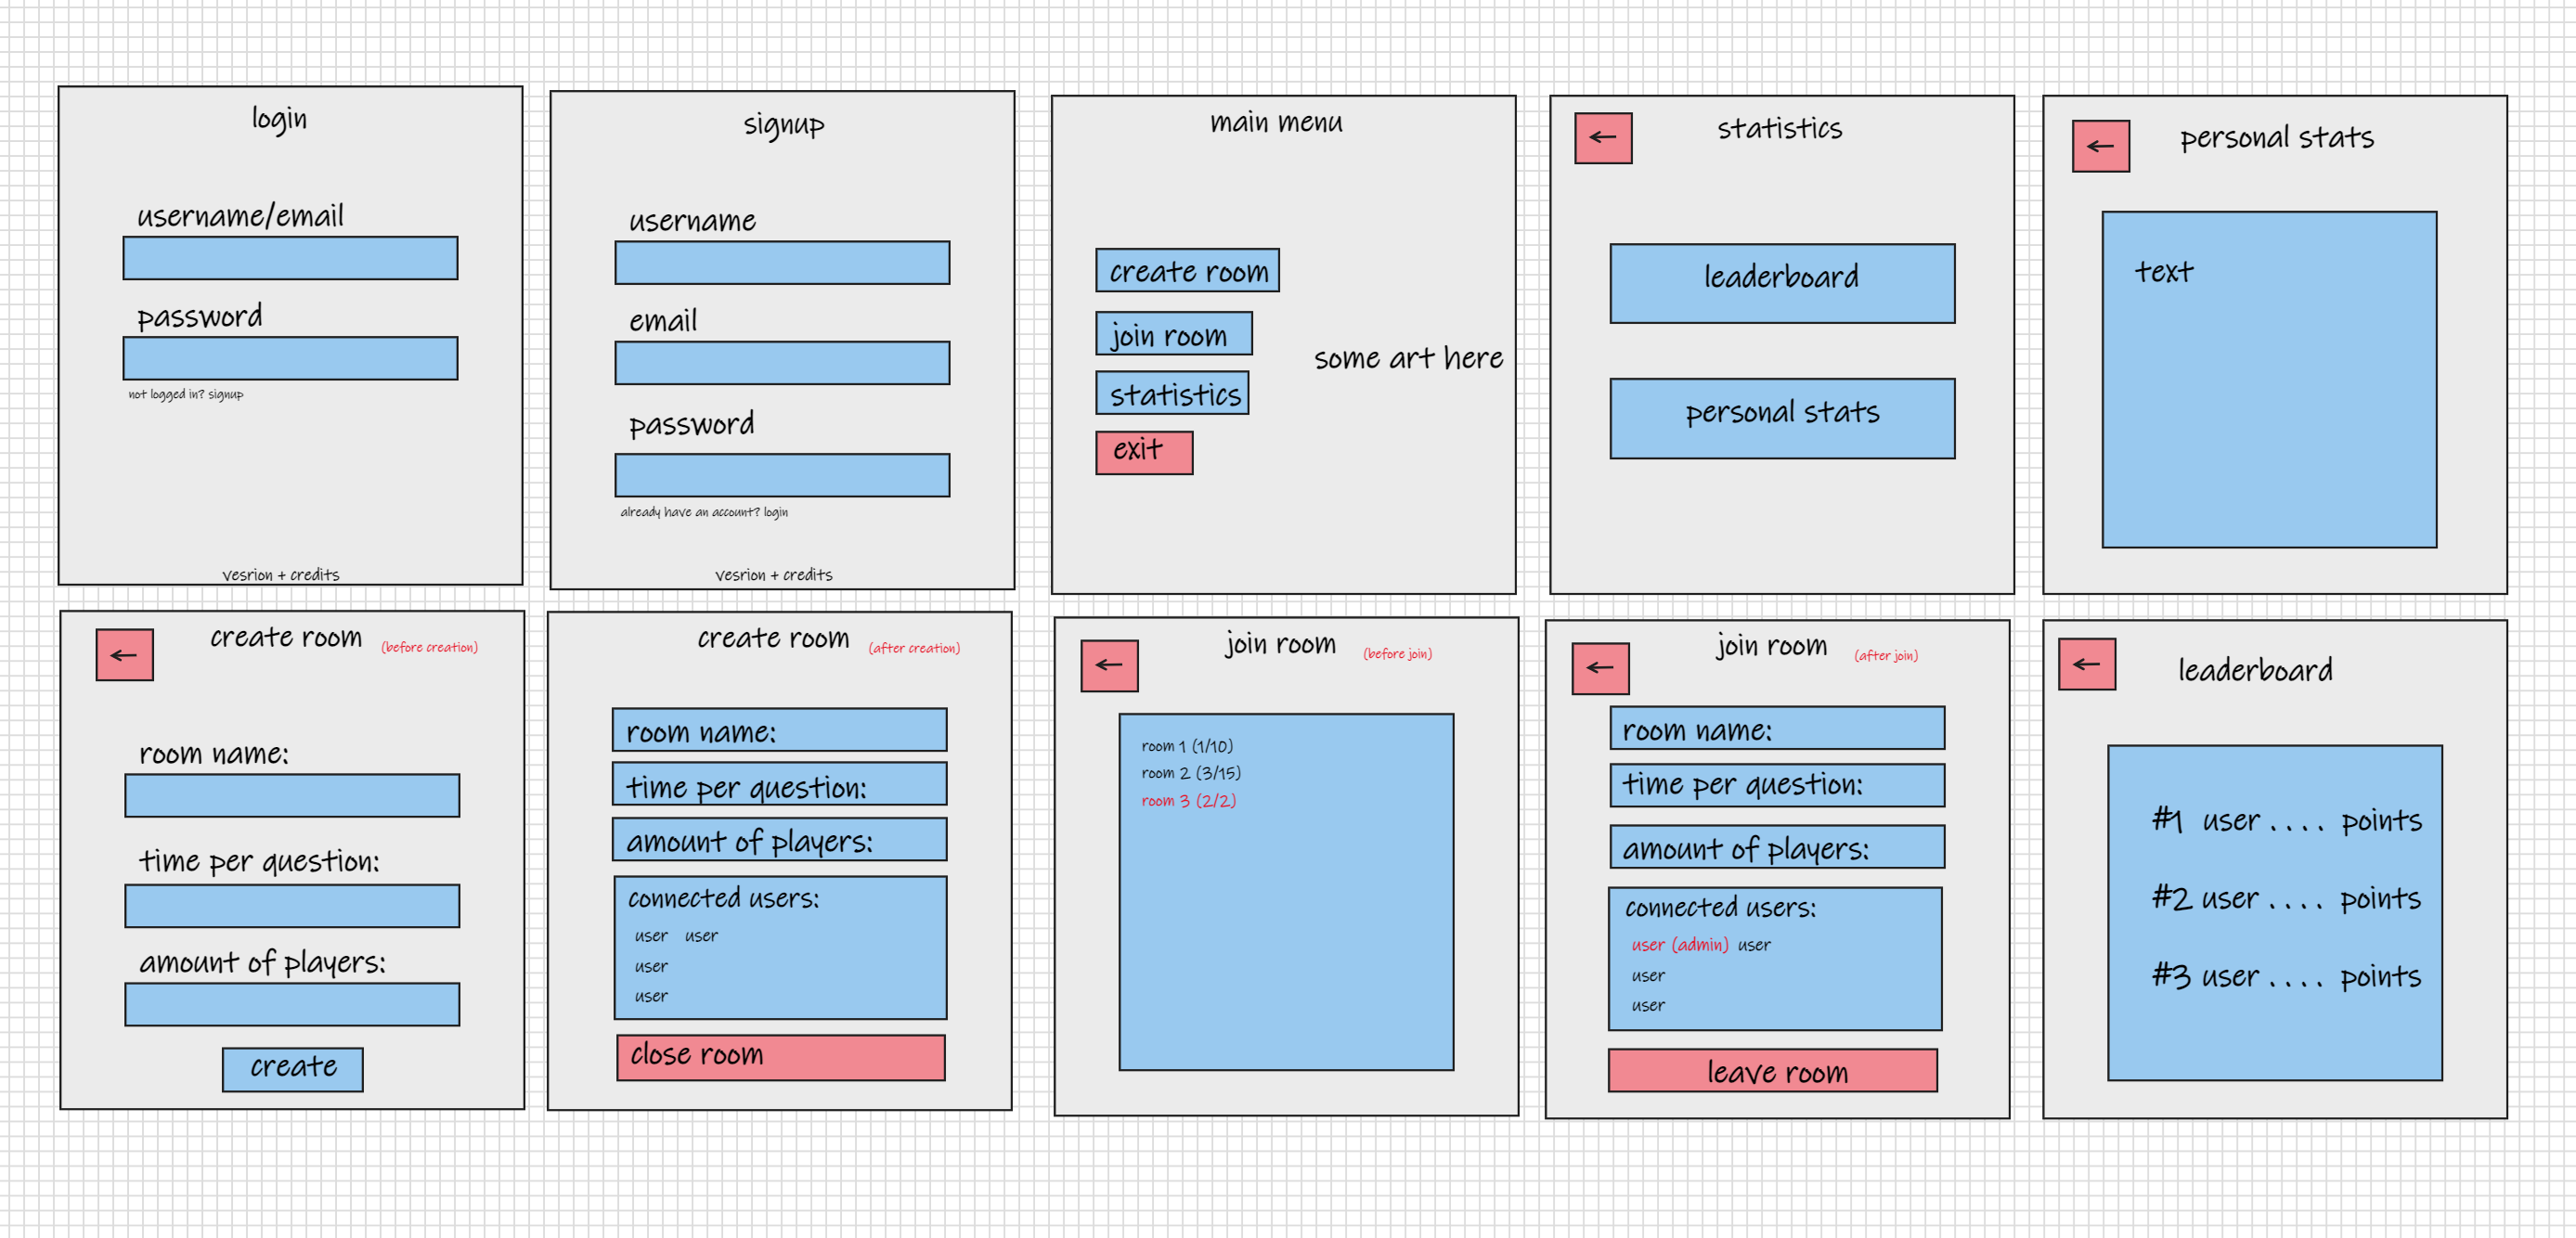 login
username/email
password
not logged in? signup
vesrion + credits
signup
username
email
password
already have an account? login
vesrion + credits
main menu
create room
join room
statistics
exit
some art here
←
statistics
leaderboard
personal stats
←
personal stats
text
←
create room (before creation)
room name:
time per question:
amount of players:
create
create room (after creation)
room name:
time per question:
amount of players:
connected users:
user user
user
user
close room
←
join room (before join)
room 1 (1/10)
room 2 (3/15)
room 3 (2/2)
←
join room (after join)
room name:
time per question:
amount of players:
connected users:
user (admin) user
user
user
leave room
←
leaderboard
#1 user .... points
#2 user .... points
#3 user .... points